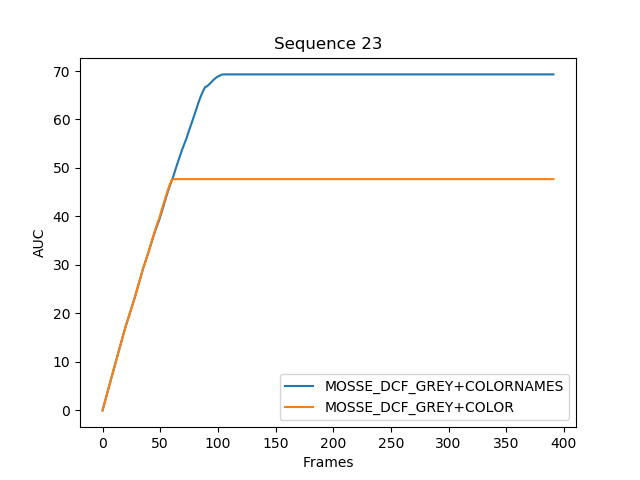 Sequence 23
AUC
70
60
50
40
30
20
10
0
0 50 100 150 200 250 300 350 400
Frames
MOSSE_DCF_GREY+COLORNAMES
MOSSE_DCF_GREY+COLOR